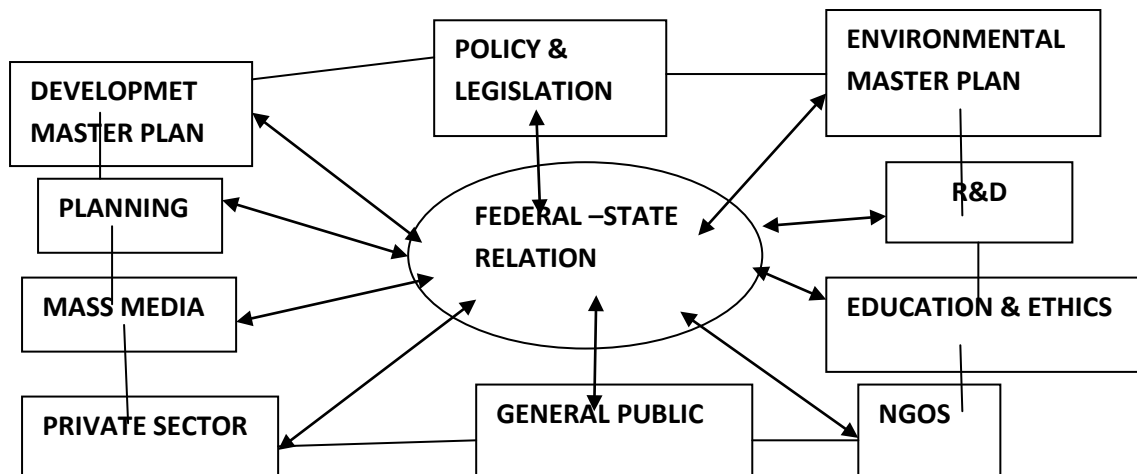 DEVELOPMET
MASTER PLAN
POLICY &
LEGISLATION
ENVIRONMENTAL
MASTER PLAN
PLANNING
FEDERAL –STATE
RELATION
R&D
MASS MEDIA
EDUCATION & ETHICS
PRIVATE SECTOR
GENERAL PUBLIC
NGOS